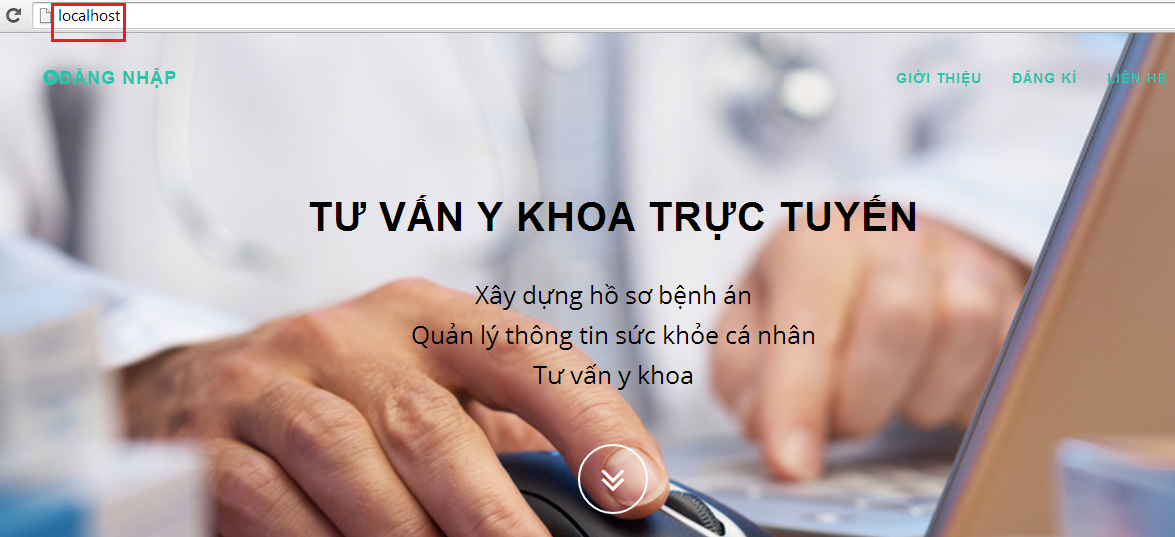 localhost
ĐĂNG NHẬP
GIỚI THIỆU ĐĂNG KÍ LIÊN HỆ
TƯ VẤN Y KHOA TRỰC TUYẾN
Xây dựng hồ sơ bệnh án
Quản lý thông tin sức khỏe cá nhân
Tư vấn y khoa